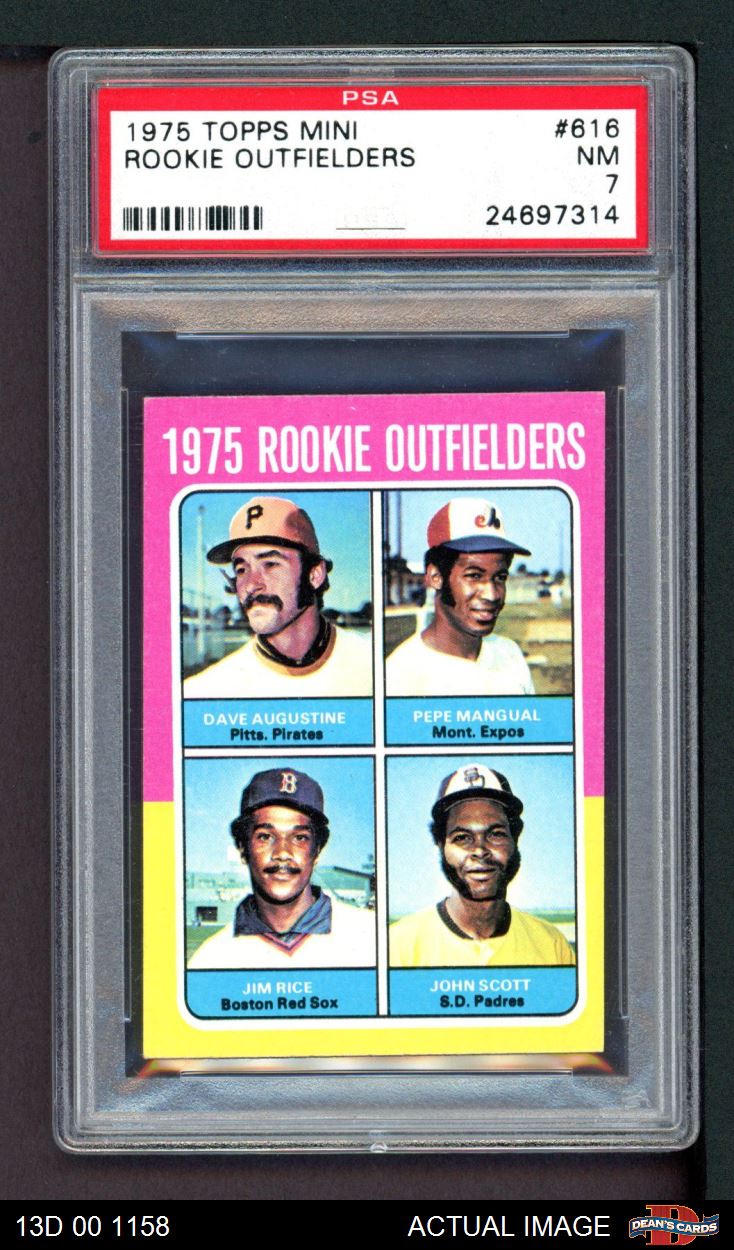 PSA
1975 TOPPS MINI #616
ROOKIE OUTFIELDERS NM
7
24697314
1975 ROOKIE OUTFIELDERS
P
DAVE AUGUSTINE
Pitts. Pirates
PEPE MANGUAL
Mont. Expos
B
SD
JIM RICE
Boston Red Sox
JOHN SCOTT
S.D. Padres
13D 00 1158 ACTUAL IMAGE
DEAN'S CARDS